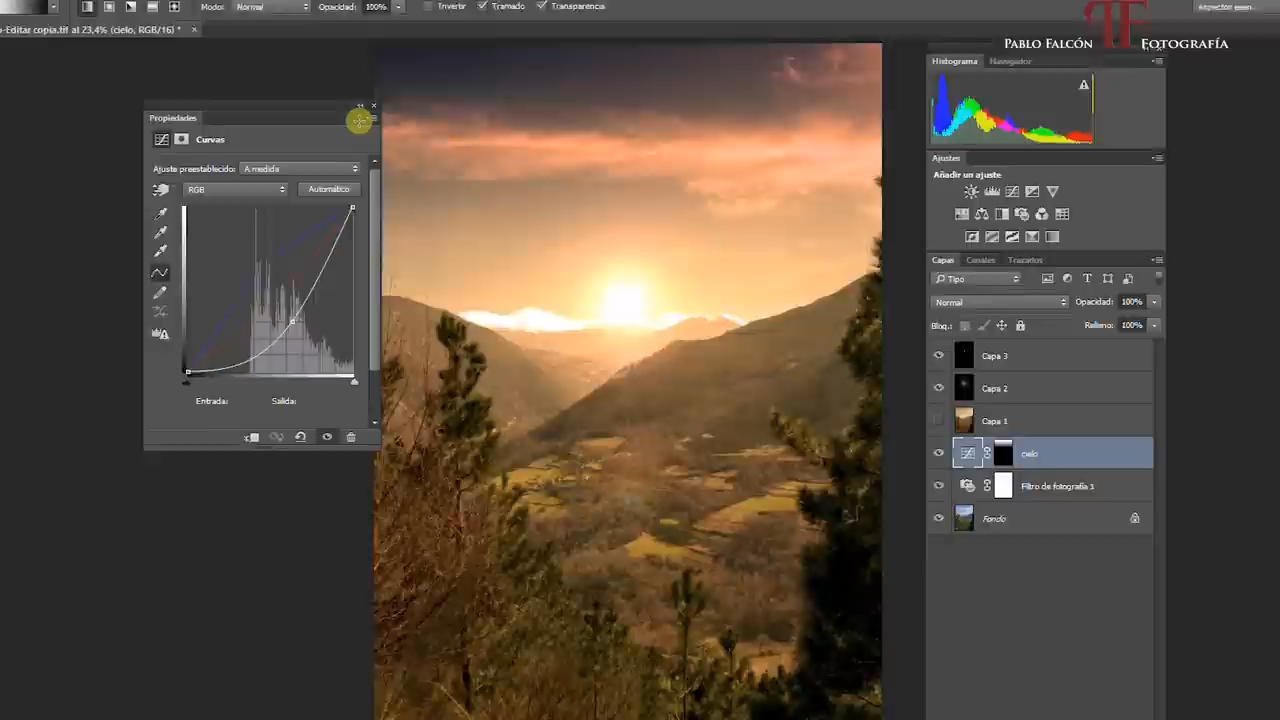 Modo: Normal Opacidad: 100% Invertir Tramado Transparencia
-Editar copia.tif al 23,4% (cielo, RGB/16) * ×
PABLO FALCÓN PF FOTOGRAFÍA
Histograma Navegador
Propiedades
Curvas
Ajuste preestablecido: A medida
RGB Automático
Entrada: Salida:
Ajustes
Añadir un ajuste
Capas Canales Trazados
Tipo
Normal Opacidad: 100%
Bloq.: Relleno: 100%
Capa 3
Capa 2
Capa 1
cielo
Filtro de fotografía 1
Fondo